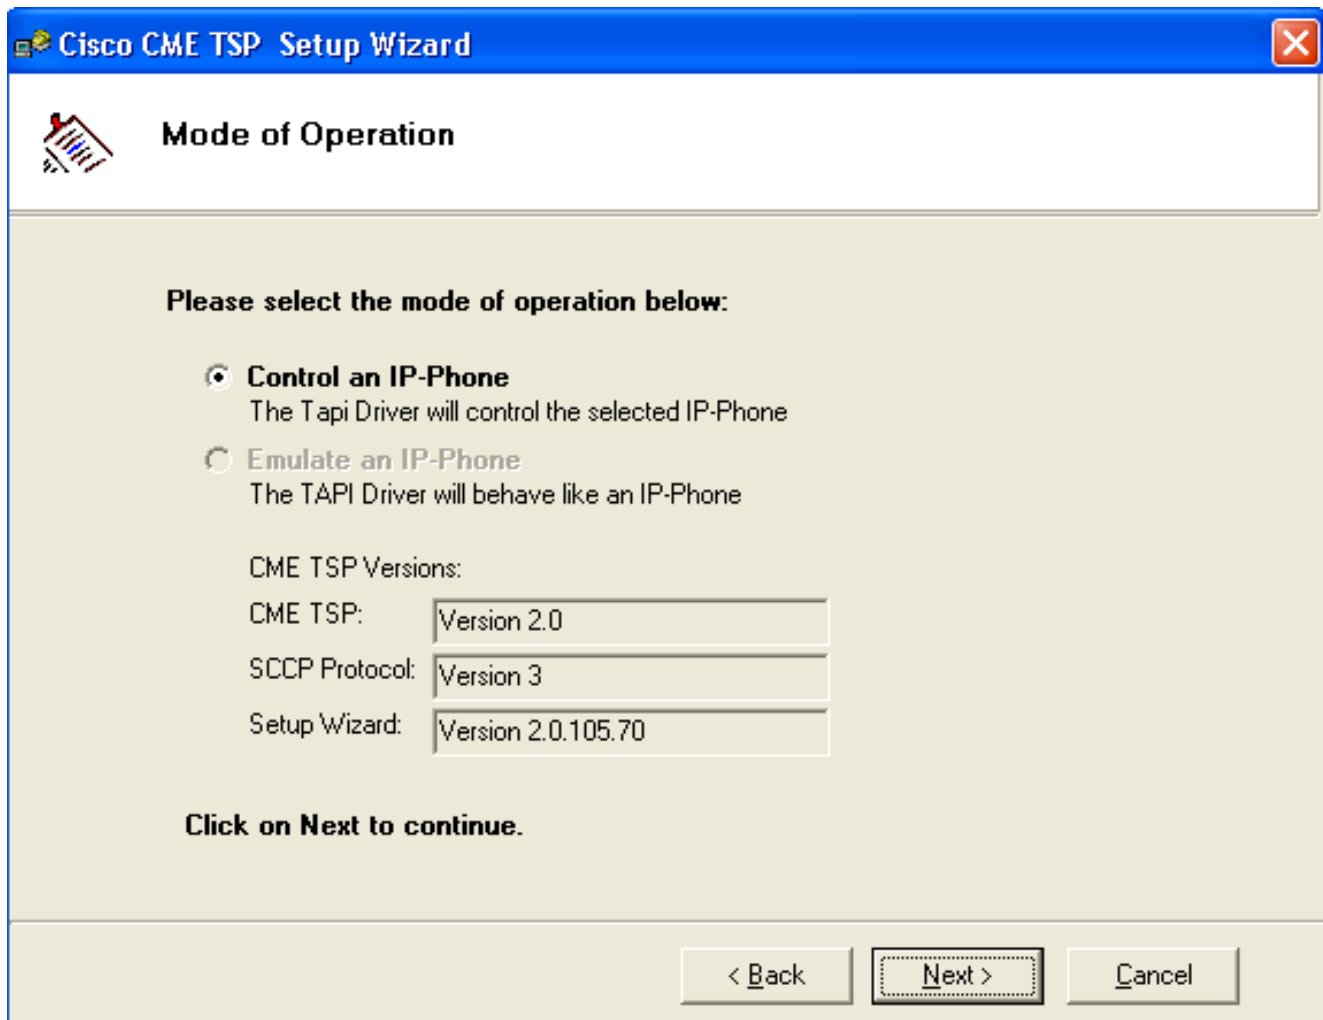 Cisco CME TSP  Setup Wizard
Mode of Operation
Please select the mode of operation below:
Control an IP-Phone
The Tapi Driver will control the selected IP-Phone
Emulate an IP-Phone
The TAPI Driver will behave like an IP-Phone
CME TSP Versions:
CME TSP: Version 2.0
SCCP Protocol: Version 3
Setup Wizard: Version 2.0.105.70
Click on Next to continue.
< Back Next > Cancel